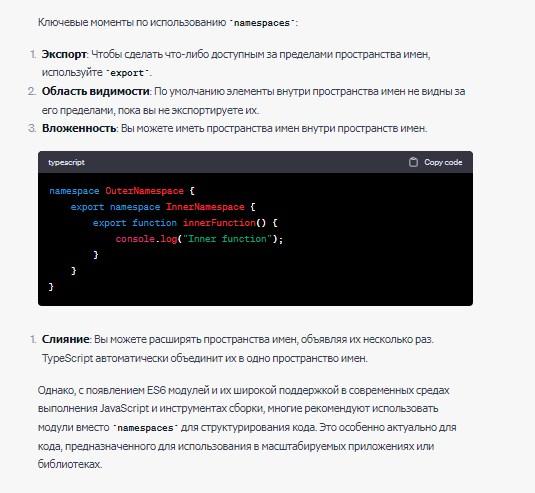 Ключевые моменты по использованию `namespaces`:
1. Экспорт: Чтобы сделать что-либо доступным за пределами пространства имен,
используйте `export`.
2. Область видимости: По умолчанию элементы внутри пространства имен не видны за
его пределами, пока вы не экспортируете их.
3. Вложенность: Вы можете иметь пространства имен внутри пространств имен.
typescript Copy code
namespace OuterNamespace {
    export namespace InnerNamespace {
        export function innerFunction() {
            console.log("Inner function");
        }
    }
}
1. Слияние: Вы можете расширять пространства имен, объявляя их несколько раз.
TypeScript автоматически объединит их в одно пространство имен.
Однако, с появлением ES6 модулей и их широкой поддержкой в современных средах
выполнения JavaScript и инструментах сборки, многие рекомендуют использовать
модули вместо `namespaces` для структурирования кода. Это особенно актуально для
кода, предназначенного для использования в масштабируемых приложениях или
библиотеках.